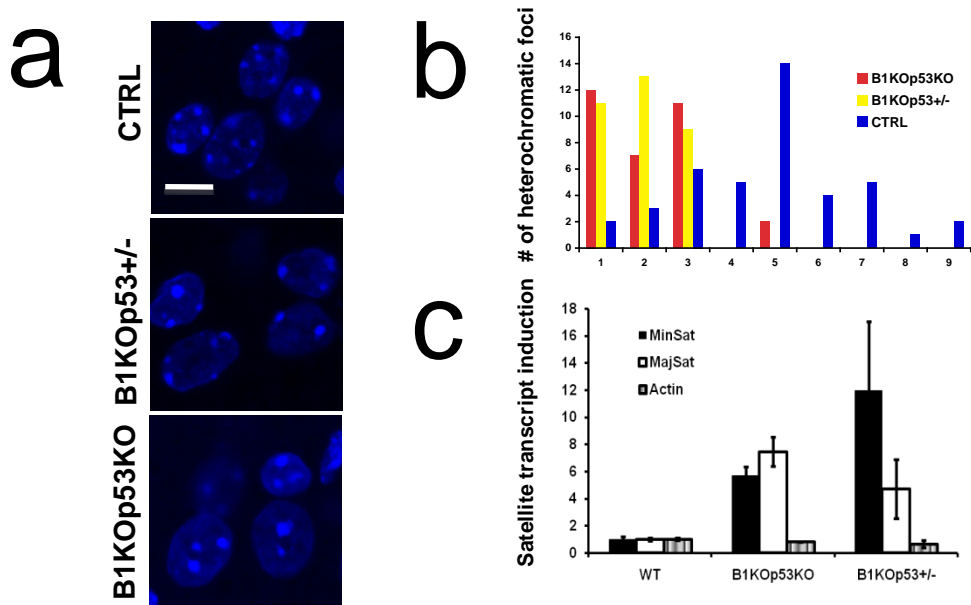 a
CTRL
B1KOp53+/-
B1KOp53KO
b
# of heterochromatic foci
16
14
12
10
8
6
4
2
0
1 2 3 4 5 6 7 8 9
B1KOp53KO
B1KOp53+/-
CTRL
c
Satellite transcript induction
18
16
14
12
10
8
6
4
2
0
MinSat
MajSat
Actin
WT B1KOp53KO B1KOp53+/-